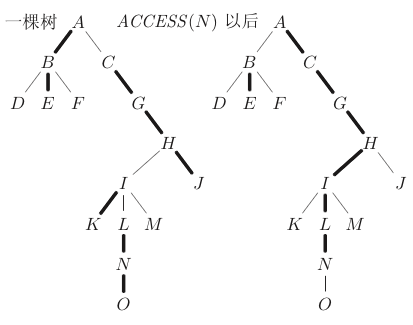 一棵树 ACCESS(N) 以后
A A
B C B C
D E F G D E F G
H H
I J I J
K L M K L M
N N
O O